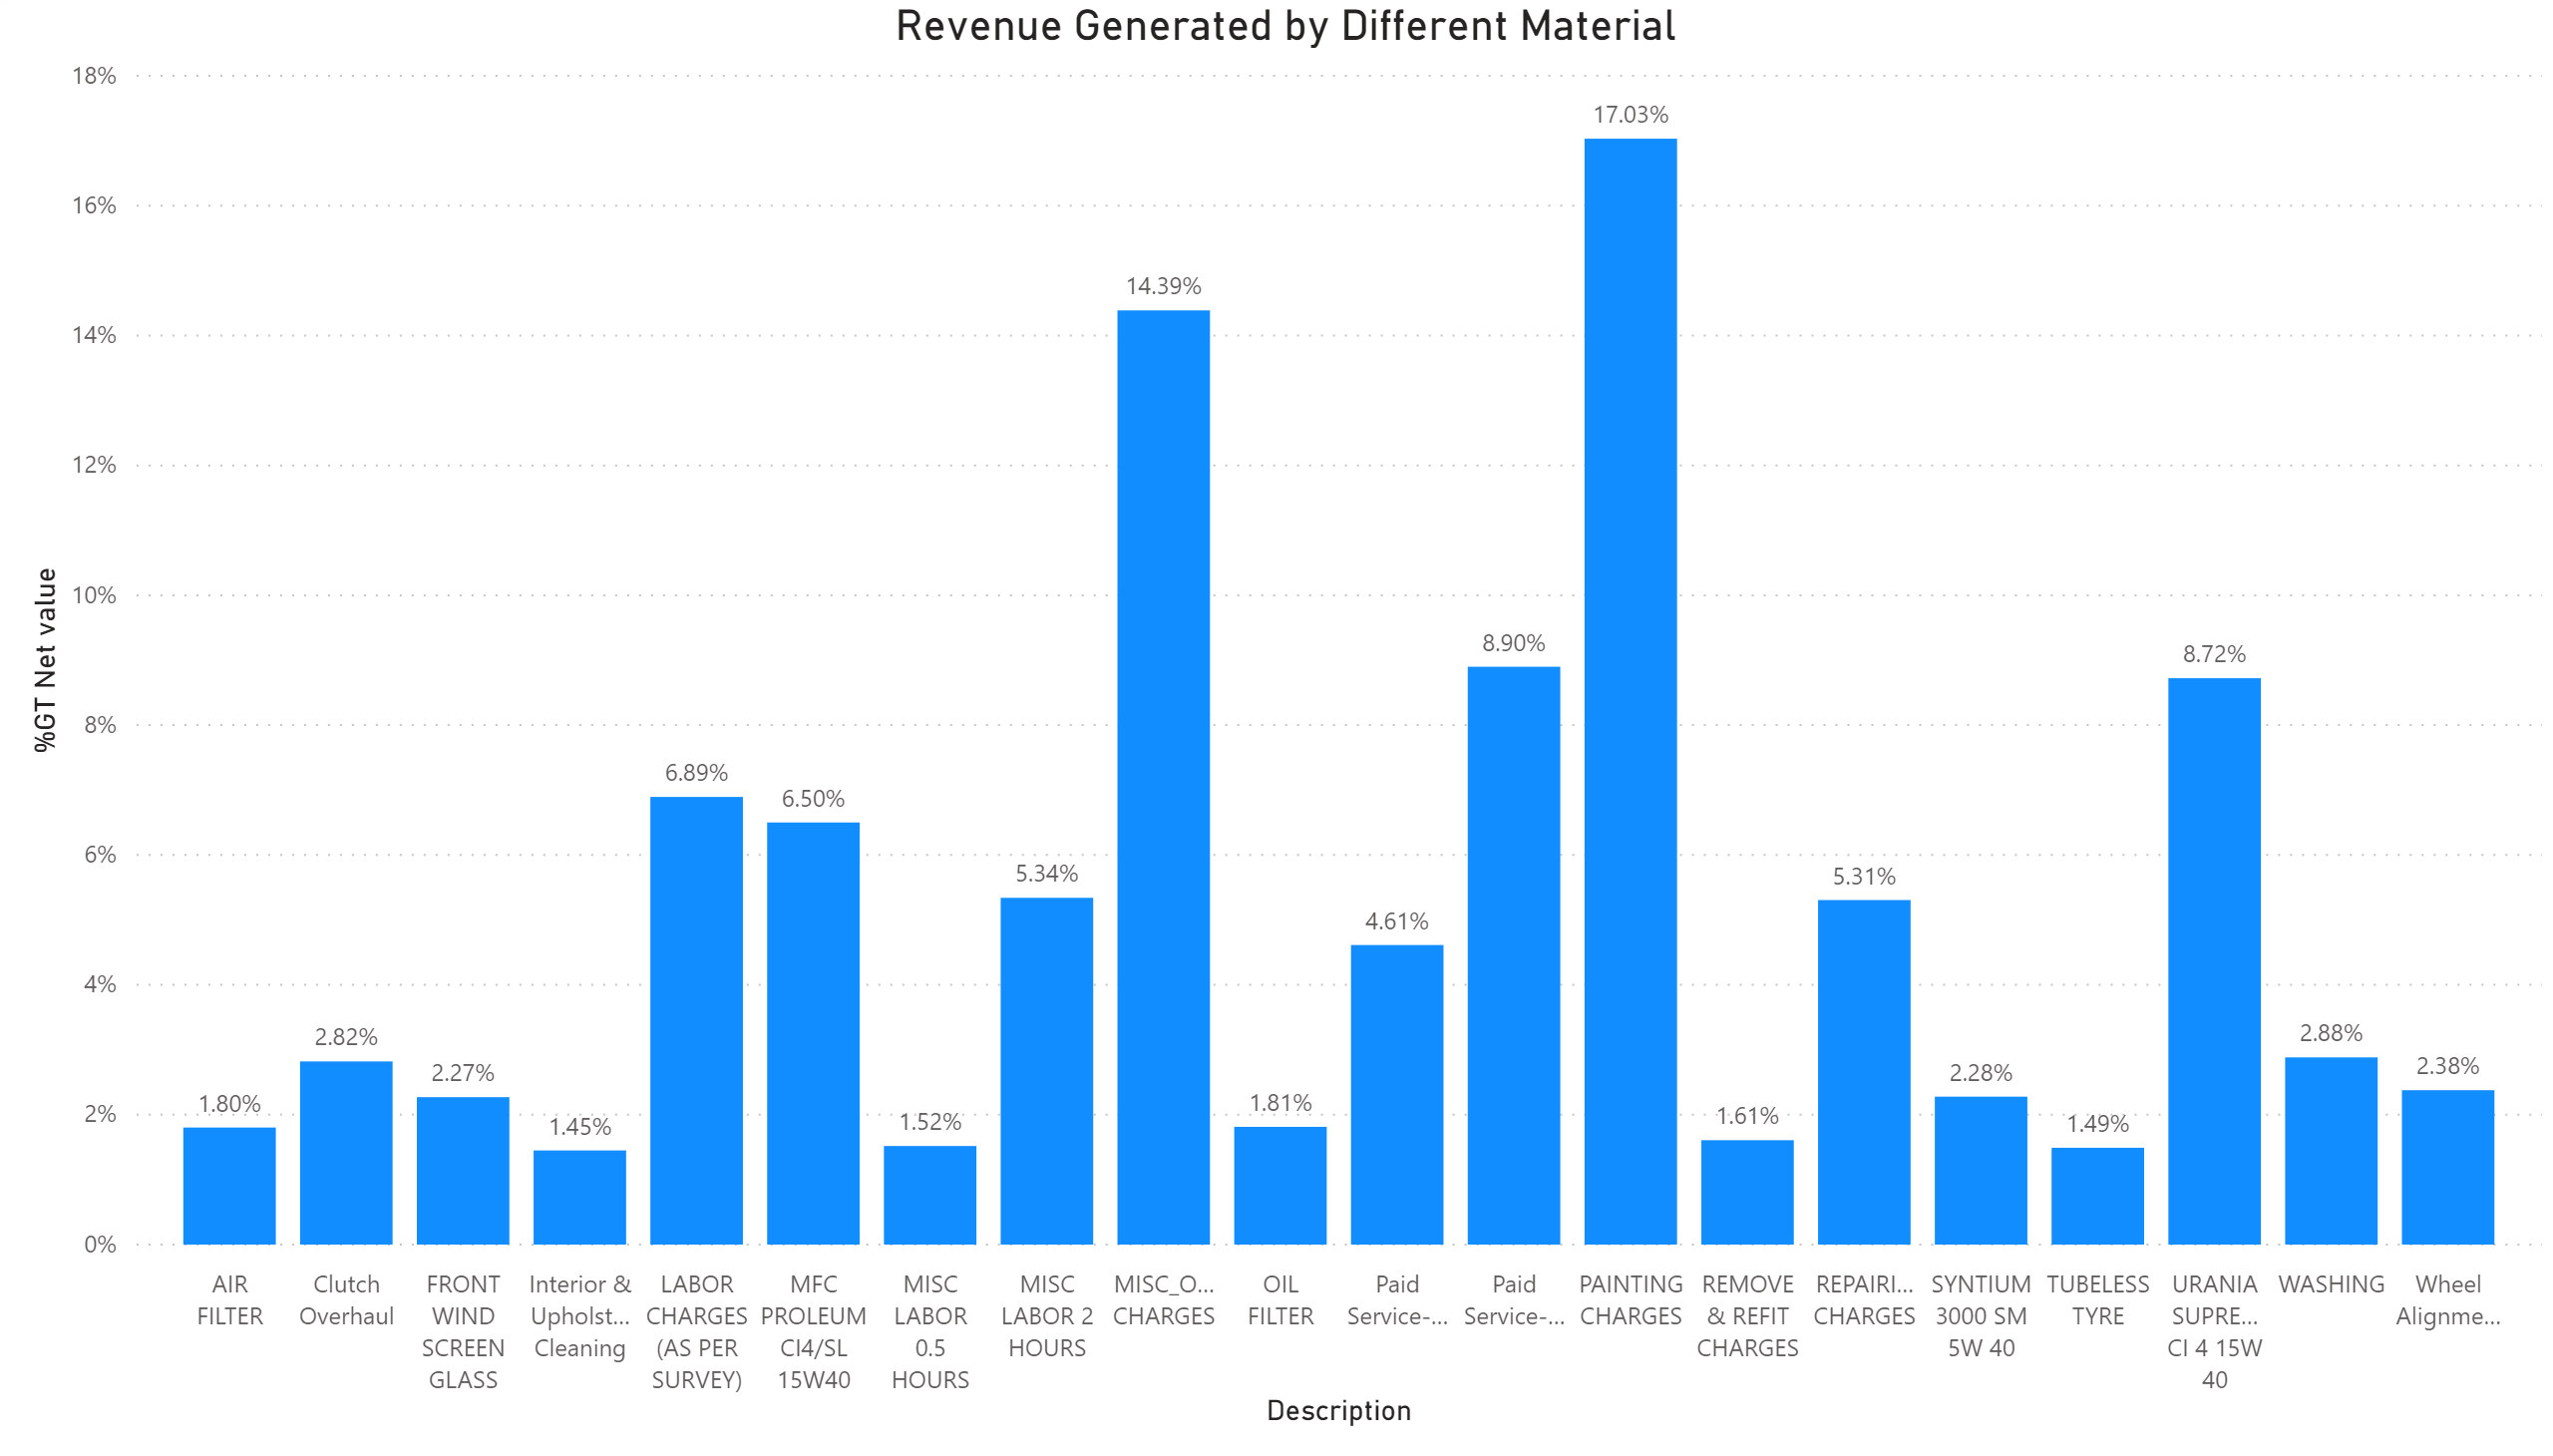 Revenue Generated by Different Material
%GT Net value
18%
16%
14%
12%
10%
8%
6%
4%
2%
0%
1.80%
2.82%
2.27%
1.45%
6.89%
6.50%
1.52%
5.34%
14.39%
1.81%
4.61%
8.90%
17.03%
1.61%
5.31%
2.28%
1.49%
8.72%
2.88%
2.38%
AIR
FILTER
Clutch
Overhaul
FRONT
WIND
SCREEN
GLASS
Interior &
Upholst...
Cleaning
LABOR
CHARGES
(AS PER
SURVEY)
MFC
PROLEUM
CI4/SL
15W40
MISC
LABOR
0.5
HOURS
MISC
LABOR 2
HOURS
MISC_O...
CHARGES
OIL
FILTER
Paid
Service-...
Paid
Service-...
PAINTING
CHARGES
REMOVE
& REFIT
CHARGES
REPAIRI...
CHARGES
SYNTIUM
3000 SM
5W 40
TUBELESS
TYRE
URANIA
SUPRE...
CI 4 15W
40
WASHING
Wheel
Alignme...
Description